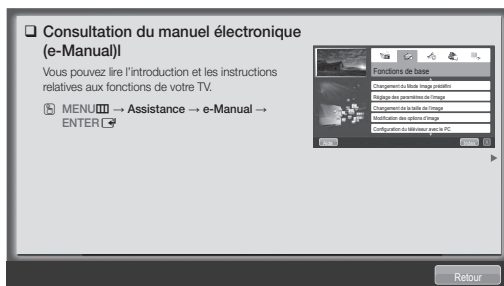 ❑ Consultation du manuel électronique
(e-Manual)l
Vous pouvez lire l'introduction et les instructions
relatives aux fonctions de votre TV.
MENU → Assistance → e-Manual →
ENTER
Fonctions de base
Changement du Mode Image prédéfini
Réglage des paramètres de l'image
Changement de la taille de l'image
Modification des options d'image
Configuration du téléviseur avec le PC
Index
Retour